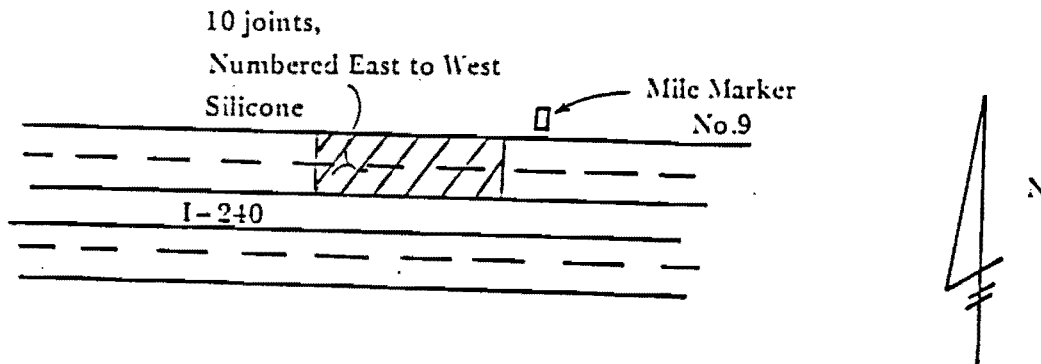 10 joints,
Numbered East to West
Silicone
Mile Marker
No.9
I-240
N